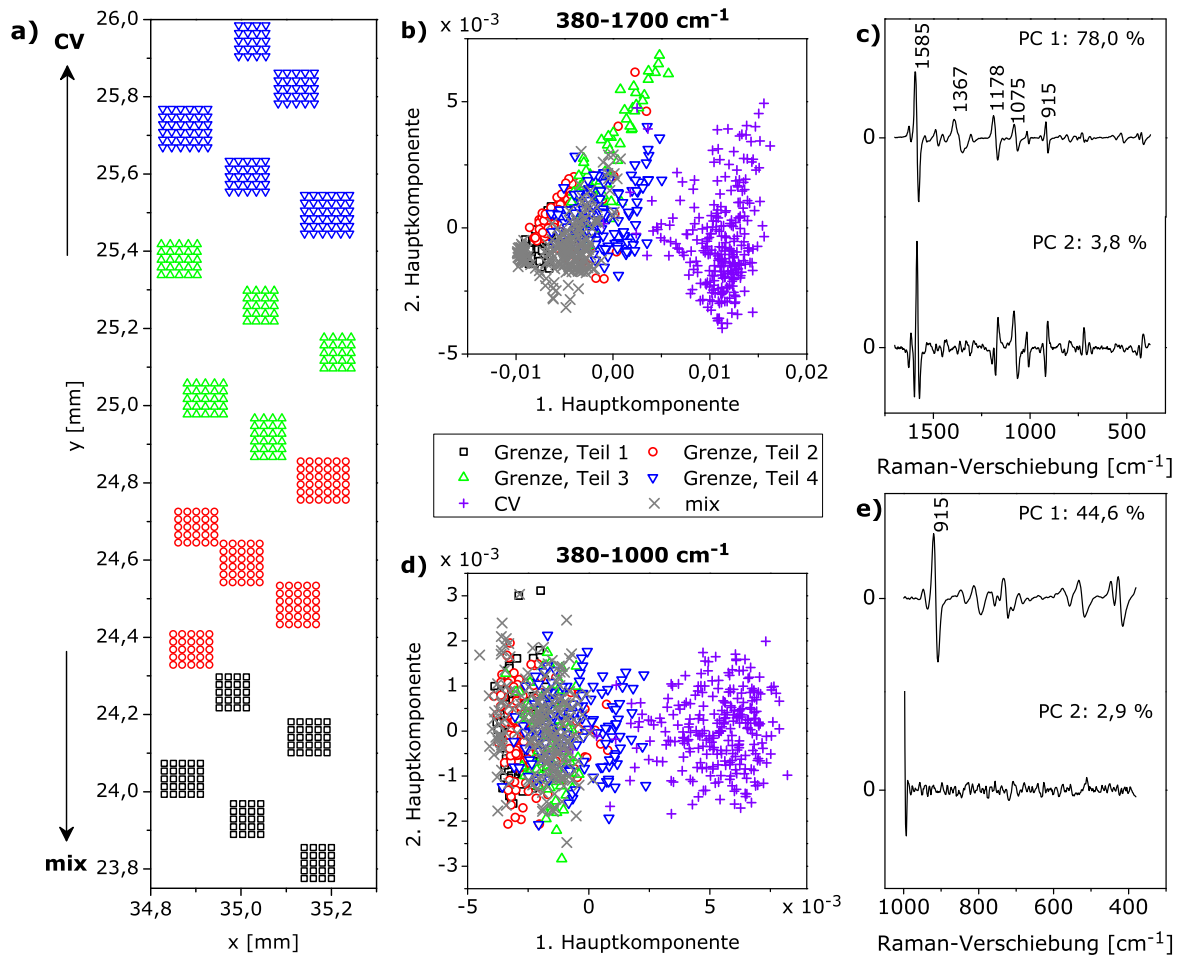 a)
CV
mix
26,0
25,8
25,6
25,4
25,2
25,0
24,8
24,6
24,4
24,2
24,0
23,8
y [mm]
34,8
35,0
35,2
x [mm]
b)
x 10⁻³
380-1700 cm⁻¹
5
0
-5
2. Hauptkomponente
-0,01
0,00
0,01
0,02
1. Hauptkomponente
c)
PC 1: 78,0 %
1585
1367
1178
1075
915
0
PC 2: 3,8 %
0
1500
1000
500
Raman-Verschiebung [cm⁻¹]
Grenze, Teil 1
Grenze, Teil 2
Grenze, Teil 3
Grenze, Teil 4
CV
mix
d)
x 10⁻³
380-1000 cm⁻¹
3
2
1
0
-1
-2
-3
2. Hauptkomponente
-5
0
5
x 10⁻³
1. Hauptkomponente
e)
915
PC 1: 44,6 %
0
PC 2: 2,9 %
0
1000
800
600
400
Raman-Verschiebung [cm⁻¹]